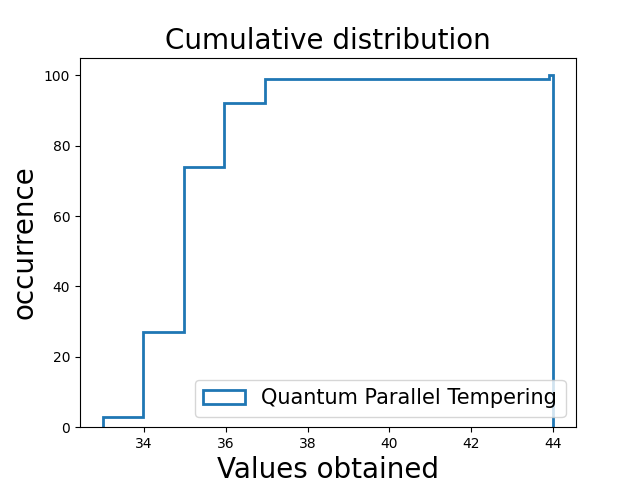 Cumulative distribution
occurrence
100
80
60
40
20
0
Quantum Parallel Tempering
34 36 38 40 42 44
Values obtained